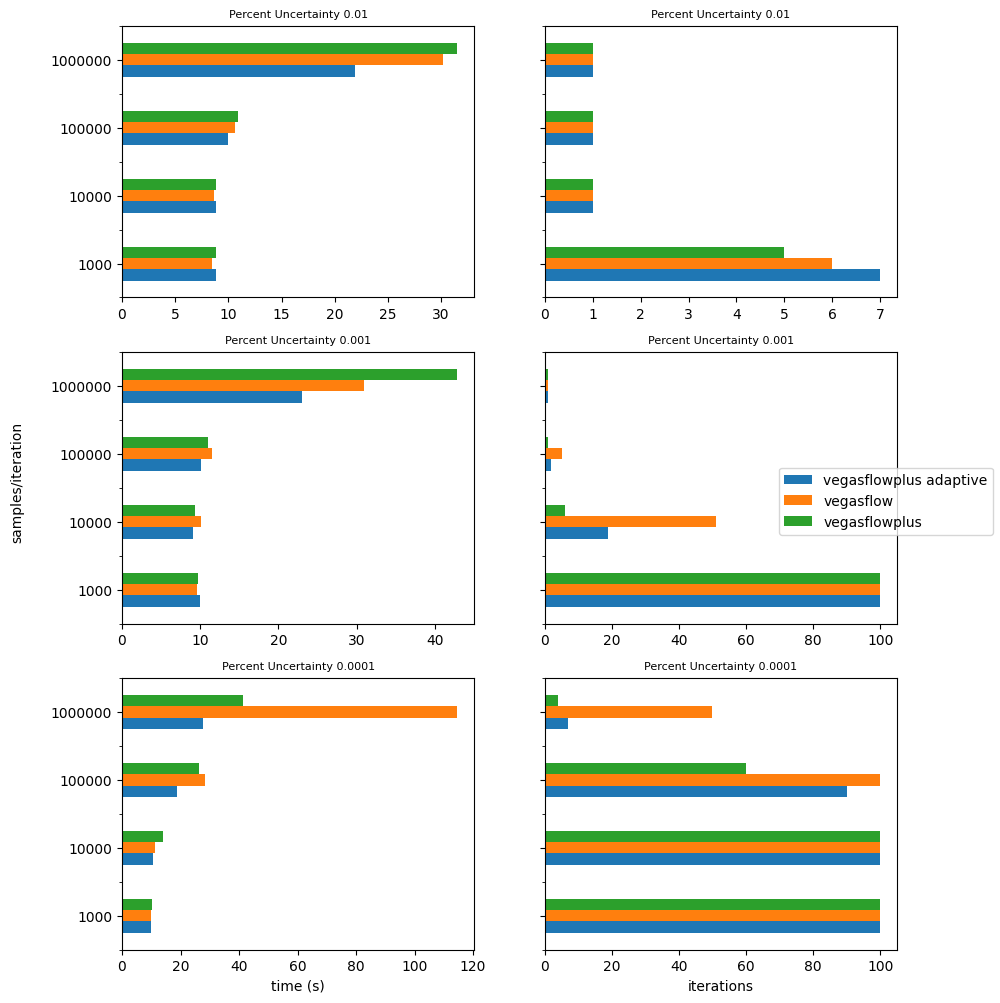 Percent Uncertainty 0.01
1000000
100000
10000
1000
0 5 10 15 20 25 30
Percent Uncertainty 0.01
0 1 2 3 4 5 6 7
Percent Uncertainty 0.001
1000000
100000
10000
1000
0 10 20 30 40
samples/iteration
Percent Uncertainty 0.001
0 20 40 60 80 100
vegasflowplus adaptive
vegasflow
vegasflowplus
Percent Uncertainty 0.0001
1000000
100000
10000
1000
0 20 40 60 80 100 120
time (s)
Percent Uncertainty 0.0001
0 20 40 60 80 100
iterations